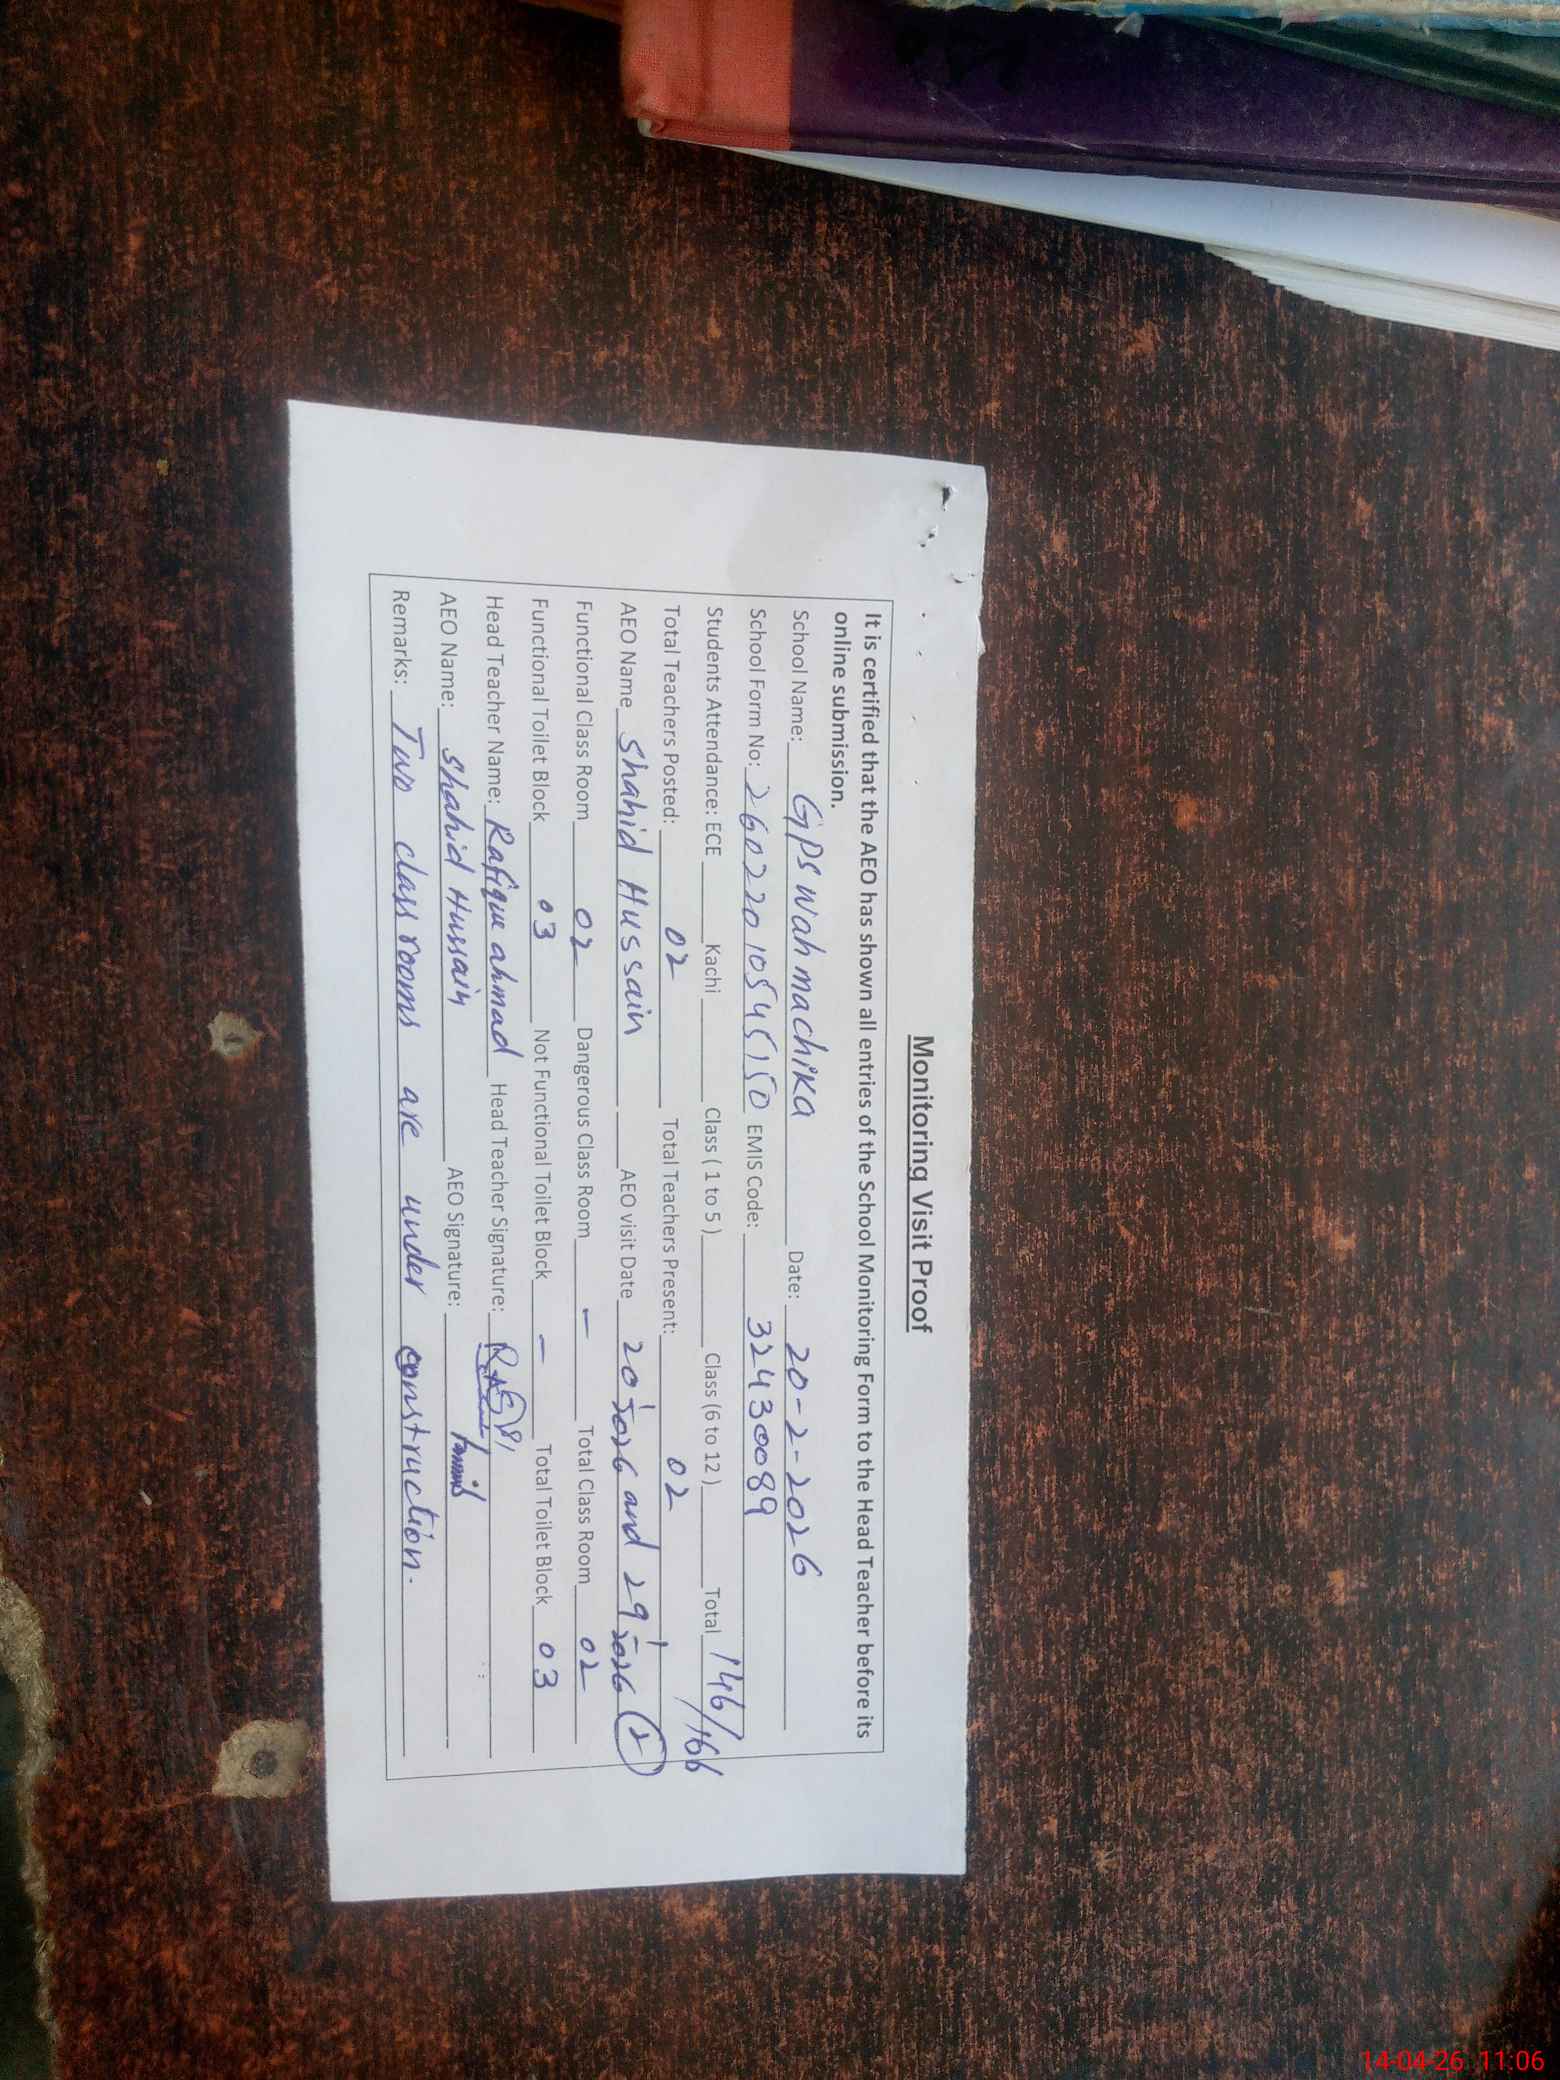 Monitoring Visit Proof
It is certified that the AEO has shown all entries of the School Monitoring Form to the Head Teacher before its
online submission.
School Name: GPS Wah machika Date: 20-2-2026
School Form No: 26022010545150 EMIS Code: 32430089
Students Attendance: ECE Kachi Class ( 1 to 5 ) Class (6 to 12 ) Total 146/166
Total Teachers Posted: 02 Total Teachers Present: 02
AEO Name Shahid Hussain AEO visit Date 20 1 2026 and 29 1 2026 (2)
Functional Class Room 02 Dangerous Class Room — Total Class Room 02
Functional Toilet Block 03 Not Functional Toilet Block — Total Toilet Block 03
Head Teacher Name: Rafique ahmad Head Teacher Signature:
AEO Name: Shahid Hussain AEO Signature:
Remarks: Two class rooms are under construction.
14-04-26 11:06